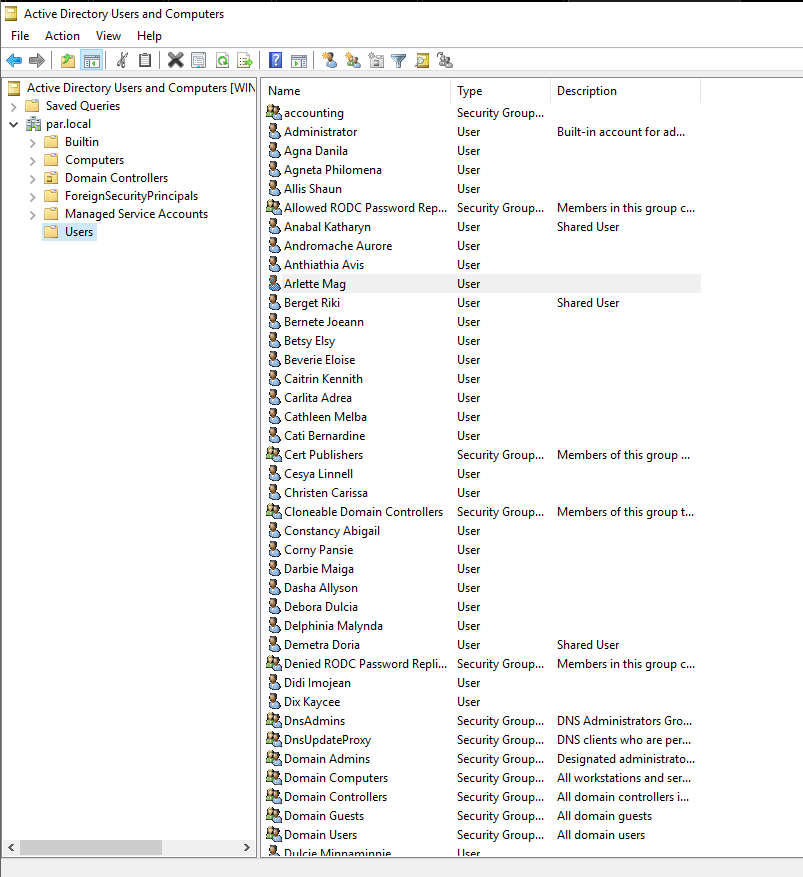 Active Directory Users and Computers
File Action View Help
Active Directory Users and Computers [WIN
Saved Queries
par.local
Builtin
Computers
Domain Controllers
ForeignSecurityPrincipals
Managed Service Accounts
Users
Name Type Description
accounting Security Group...
Administrator User Built-in account for ad...
Agna Danila User
Agneta Philomena User
Allis Shaun User
Allowed RODC Password Rep... Security Group... Members in this group c...
Anabal Katharyn User Shared User
Andromache Aurore User
Anthiathia Avis User
Arlette Mag User
Berget Riki User Shared User
Bernete Joeann User
Betsy Elsy User
Beverie Eloise User
Caitrin Kennith User
Carlita Adrea User
Cathleen Melba User
Cati Bernardine User
Cert Publishers Security Group... Members of this group ...
Cesya Linnell User
Christen Carissa User
Cloneable Domain Controllers Security Group... Members of this group t...
Constancy Abigail User
Corny Pansie User
Darbie Maiga User
Dasha Allyson User
Debora Dulcia User
Delphinia Malynda User
Demetra Doria User Shared User
Denied RODC Password Repli... Security Group... Members in this group c...
Didi Imojean User
Dix Kaycee User
DnsAdmins Security Group... DNS Administrators Gro...
DnsUpdateProxy Security Group... DNS clients who are per...
Domain Admins Security Group... Designated administrato...
Domain Computers Security Group... All workstations and ser...
Domain Controllers Security Group... All domain controllers i...
Domain Guests Security Group... All domain guests
Domain Users Security Group... All domain users
Dulcie Minnaminnie User